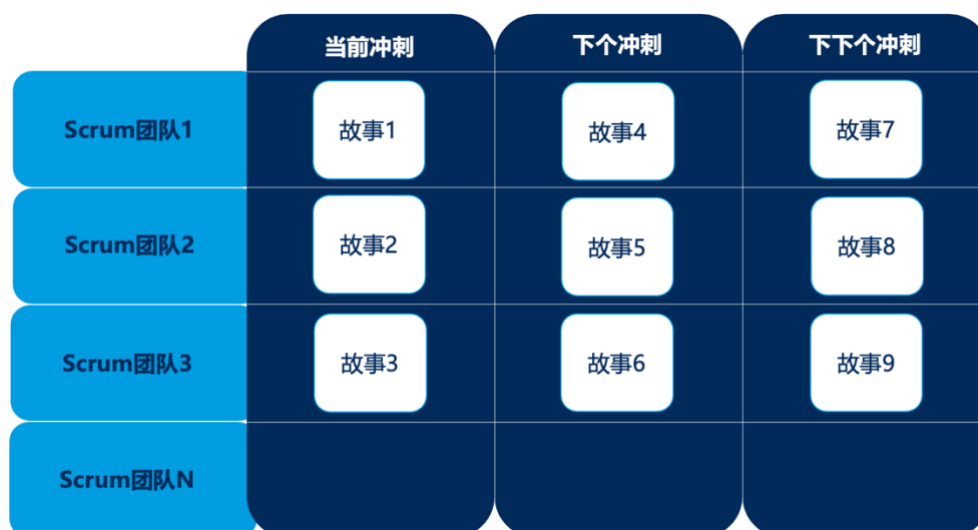 当前冲刺 下个冲刺 下下个冲刺
Scrum团队1 故事1 故事4 故事7
Scrum团队2 故事2 故事5 故事8
Scrum团队3 故事3 故事6 故事9
Scrum团队N